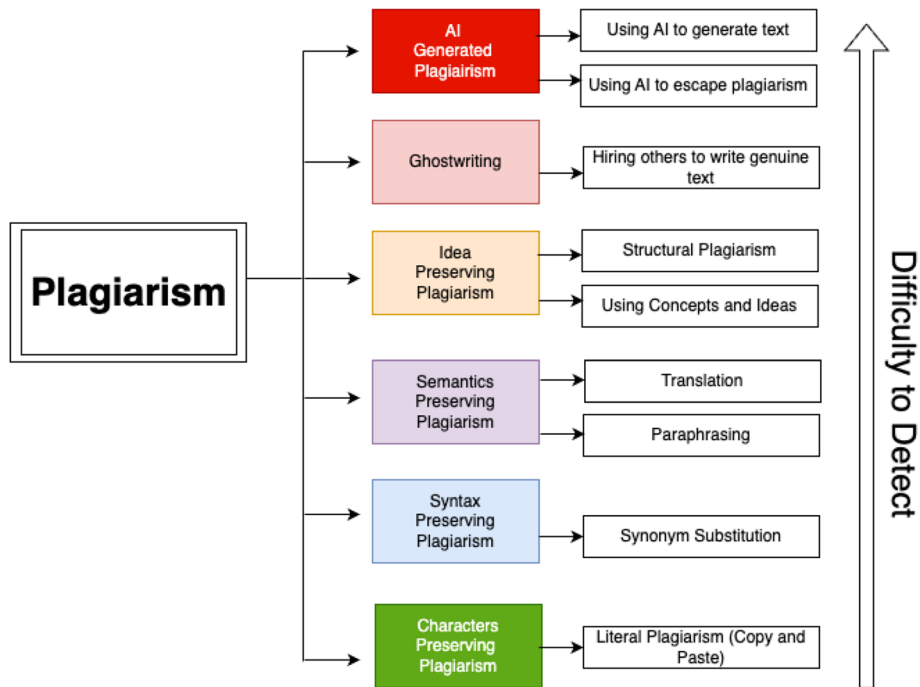 AI
Generated
Plagiairism
Using AI to generate text
Using AI to escape plagiarism
Ghostwriting
Hiring others to write genuine
text
Plagiarism
Idea
Preserving
Plagiarism
Structural Plagiarism
Using Concepts and Ideas
Semantics
Preserving
Plagiarism
Translation
Paraphrasing
Syntax
Preserving
Plagiarism
Synonym Substitution
Characters
Preserving
Plagiarism
Literal Plagiarism (Copy and
Paste)
Difficulty to Detect